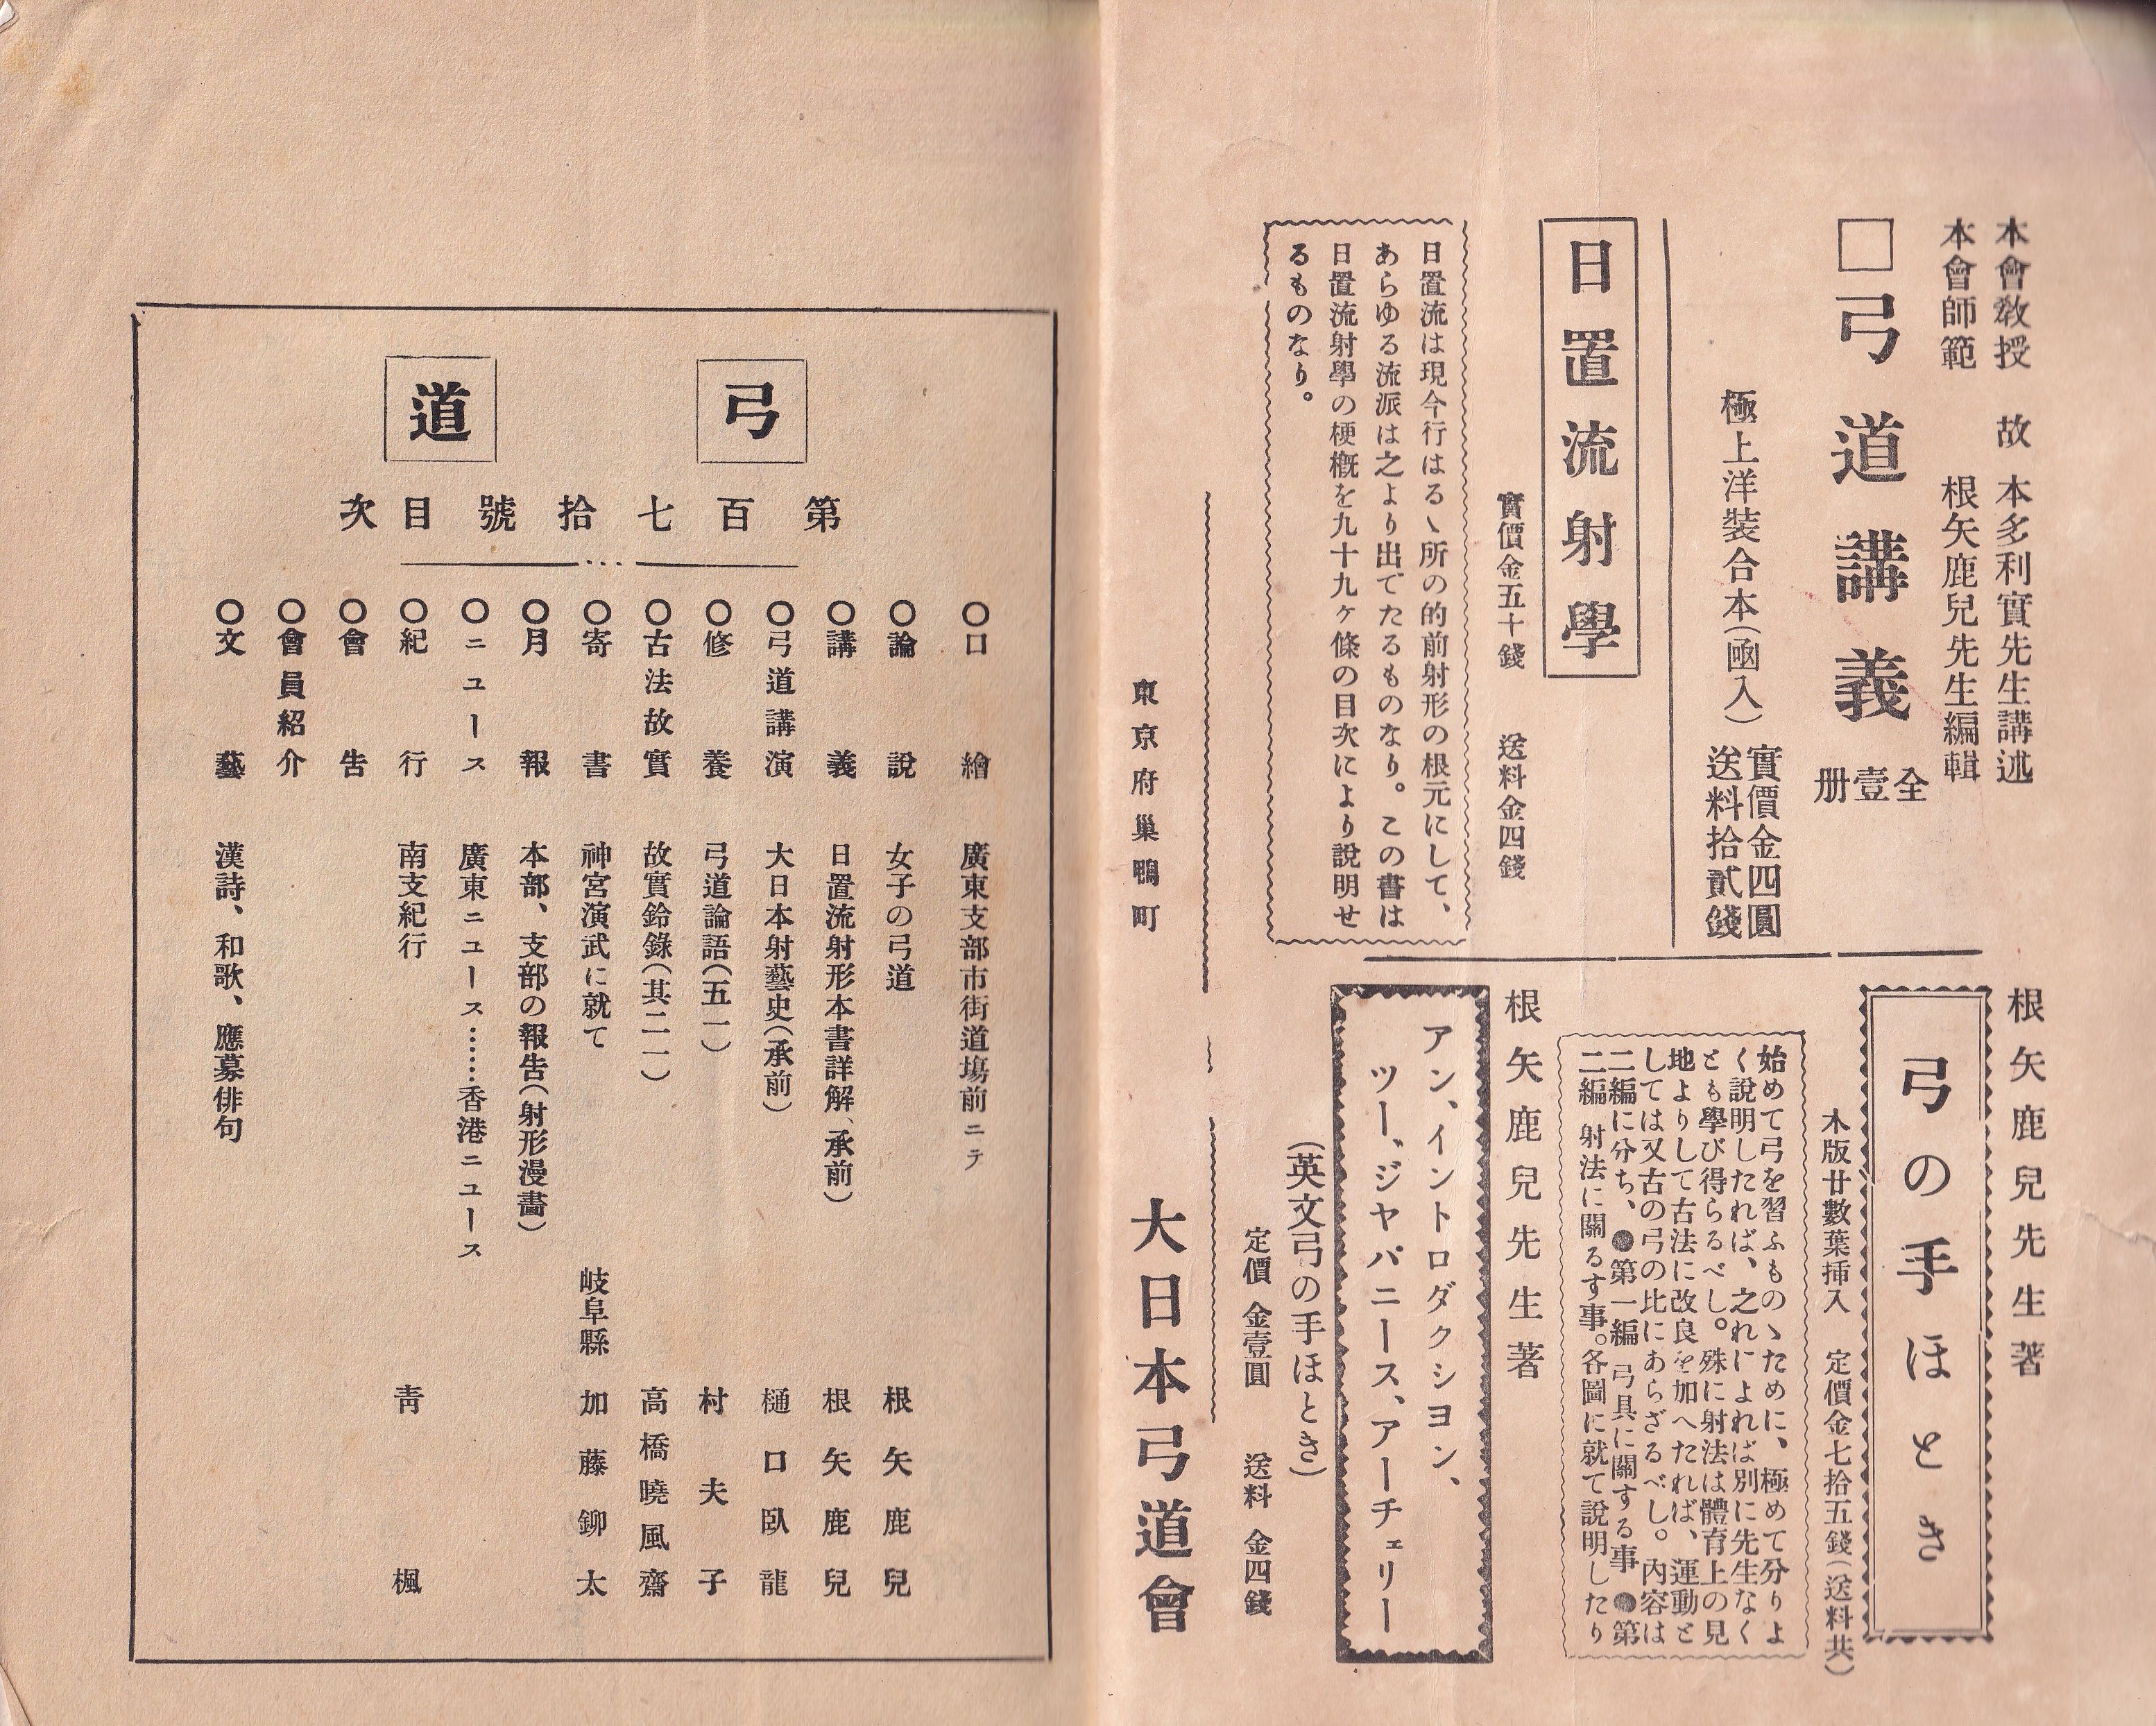 本會敎授　故　本多利實先生講述
本會師範　　根矢鹿兒先生編輯
□弓道講義
全壹册
極上洋裝合本(凾入)
實價金四圓
送料拾貳錢
日置流射學
實價金五十錢　送料金四錢
日置流は現今行はるゝ所の的前射形の根元にして、
あらゆる流派は之より出でたるものなり。この書は
日置流射學の梗槪を九十九ヶ條の目次により說明せ
るものなり。
根矢鹿兒先生著
弓の手ほとき
木版廿數葉挿入　定價金七拾五錢(送料共)
始めて弓を習ふものゝために、極めて分りよ
く說明したれば、之れによれば別に先生なく
とも學び得らるべし。殊に射法は體育上の見
地よりして古法に改良を加へたれば、運動と
しては又古の弓の比にあらざるべし。內容は
二編に分ち、●第一編 弓具に關する事 ●第
二編 射法に關るす事。各圖に就て說明したり
根矢鹿兒先生著
アン、イントロダクシヨン、
ツー、ジヤパニース、アーチェリー
(英文弓の手ほとき)
定價 金壹圓　送料 金四錢
東京府巢鴨町
大日本弓道會
弓道
第百七拾號目次
○口繪　廣東支部市街道塲前ニテ
○論說　女子の弓道　根矢鹿兒
○講義　日置流射形本書詳解、承前)　根矢鹿兒
○弓道講演　大日本射藝史(承前)　樋口臥龍
○修養　弓道論語(五一)　村夫子
○古法故實　故實鈴錄(其二一)　高橋曉風齋
○寄書　神宮演武に就て　岐阜縣　加藤鉚太
○月報　本部、支部の報吿(射形漫畵)
○ニュース　廣東ニュース……香港ニュース
○紀行　南支紀行　靑楓
○會吿
○會員紹介
○文藝　漢詩、和歌、應募俳句